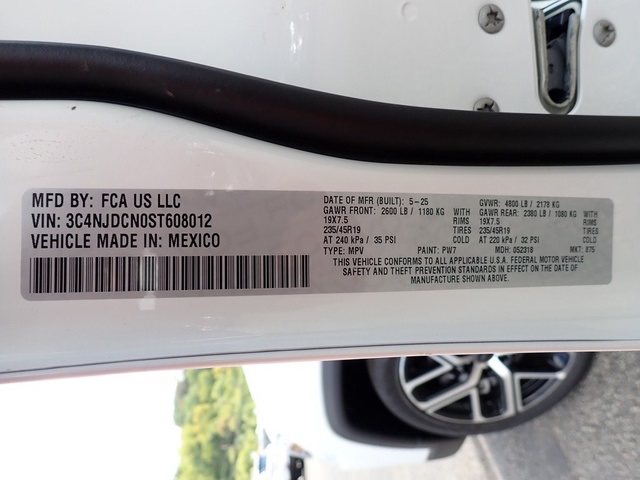 MFD BY: FCA US LLC
VIN: 3C4NJDCN0ST608012
VEHICLE MADE IN: MEXICO
DATE OF MFR (BUILT): 5-25 GVWR: 4800 LB / 2179 KG
GAWR FRONT: 2600 LB / 1180 KG WITH GAWR REAR: 2380 LB / 1080 KG WITH
19X7.5 RIMS 19X7.5 RIMS
235/45R19 TIRES 235/45R19 TIRES
AT 240 kPa / 35 PSI AT 220 kPa / 32 PSI
TYPE: MPV PAINT: PW7 MDH: 052318 MKT: 875
THIS VEHICLE CONFORMS TO ALL APPLICABLE U.S.A. FEDERAL MOTOR VEHICLE
SAFETY AND THEFT PREVENTION STANDARDS IN EFFECT ON THE DATE OF
MANUFACTURE SHOWN ABOVE.